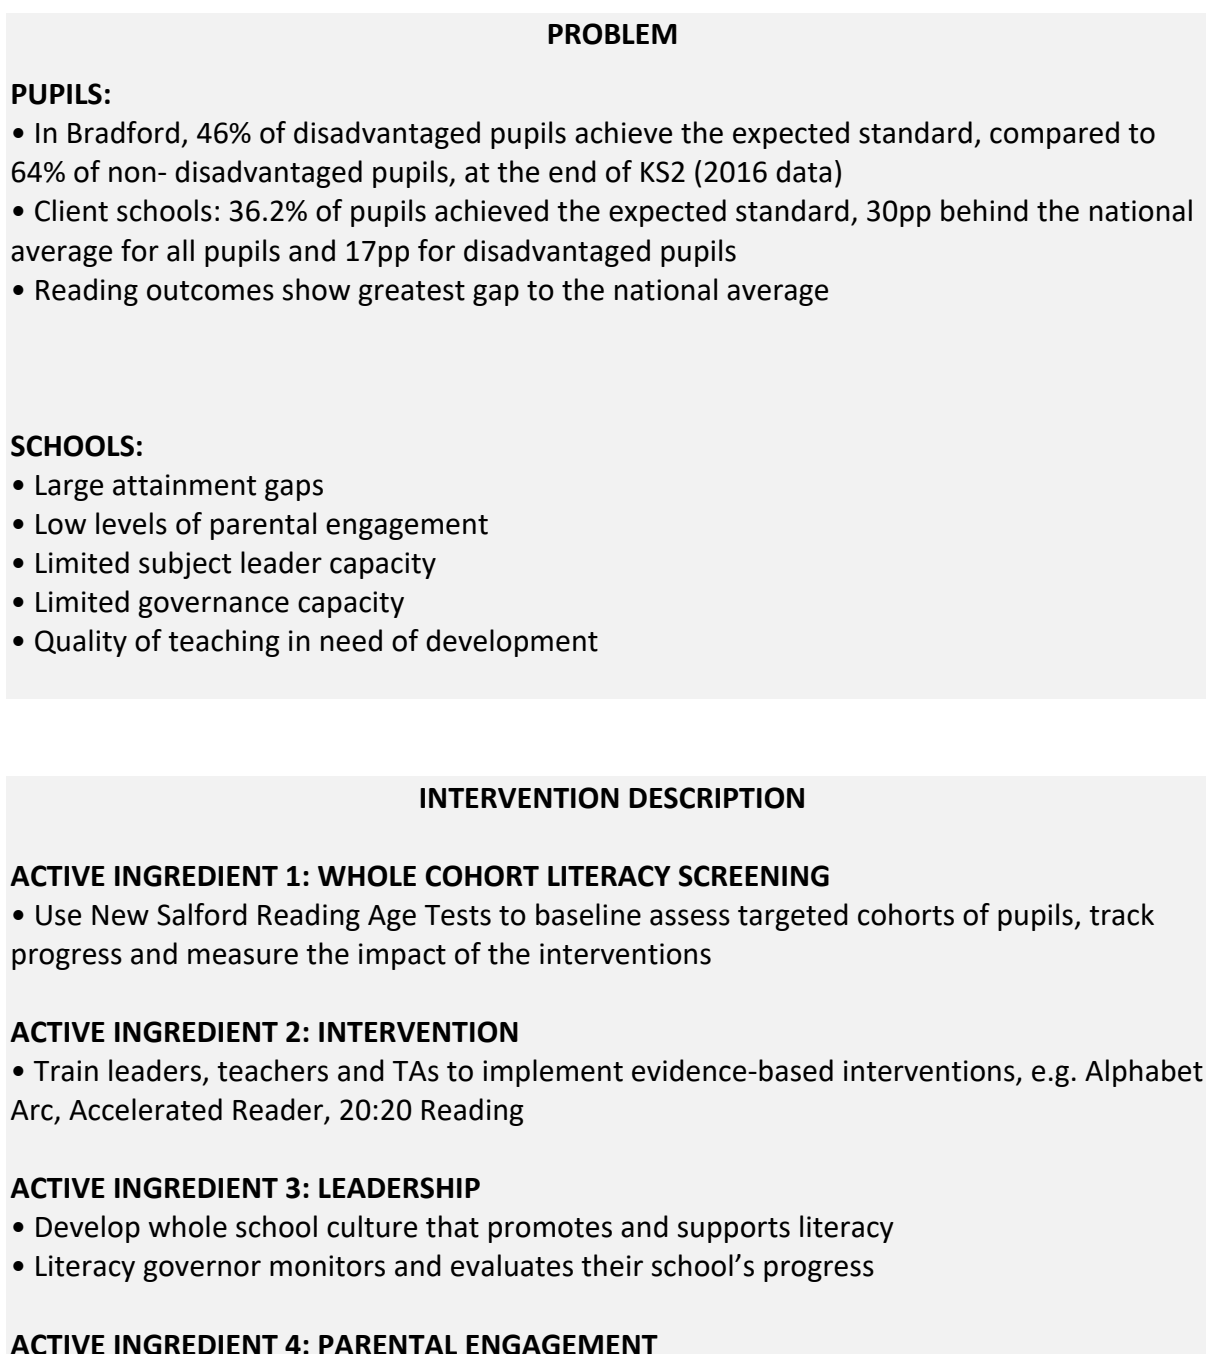 PROBLEM
PUPILS:
• In Bradford, 46% of disadvantaged pupils achieve the expected standard, compared to
64% of non- disadvantaged pupils, at the end of KS2 (2016 data)
• Client schools: 36.2% of pupils achieved the expected standard, 30pp behind the national
average for all pupils and 17pp for disadvantaged pupils
• Reading outcomes show greatest gap to the national average
SCHOOLS:
• Large attainment gaps
• Low levels of parental engagement
• Limited subject leader capacity
• Limited governance capacity
• Quality of teaching in need of development
INTERVENTION DESCRIPTION
ACTIVE INGREDIENT 1: WHOLE COHORT LITERACY SCREENING
• Use New Salford Reading Age Tests to baseline assess targeted cohorts of pupils, track
progress and measure the impact of the interventions
ACTIVE INGREDIENT 2: INTERVENTION
• Train leaders, teachers and TAs to implement evidence-based interventions, e.g. Alphabet
Arc, Accelerated Reader, 20:20 Reading
ACTIVE INGREDIENT 3: LEADERSHIP
• Develop whole school culture that promotes and supports literacy
• Literacy governor monitors and evaluates their school’s progress
ACTIVE INGREDIENT 4: PARENTAL ENGAGEMENT